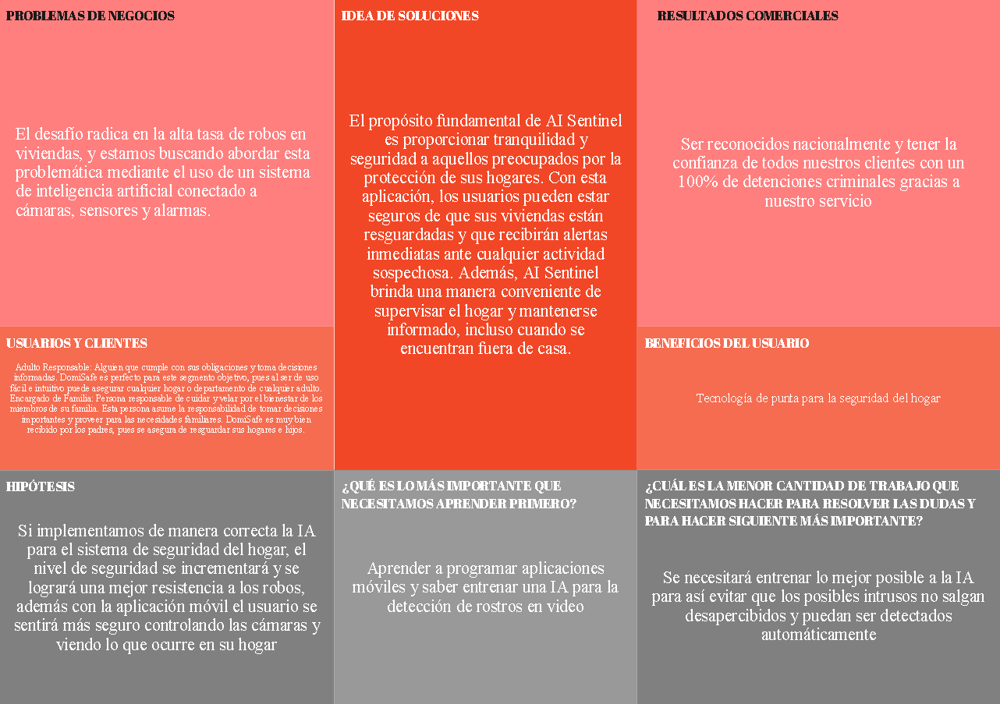 PROBLEMAS DE NEGOCIOS
El desafío radica en la alta tasa de robos en
viviendas, y estamos buscando abordar esta
problemática mediante el uso de un sistema
de inteligencia artificial conectado a
cámaras, sensores y alarmas.
IDEA DE SOLUCIONES
El propósito fundamental de AI Sentinel
es proporcionar tranquilidad y
seguridad a aquellos preocupados por la
protección de sus hogares. Con esta
aplicación, los usuarios pueden estar
seguros de que sus viviendas están
resguardadas y que recibirán alertas
inmediatas ante cualquier actividad
sospechosa. Además, AI Sentinel
brinda una manera conveniente de
supervisar el hogar y mantenerse
informado, incluso cuando se
encuentran fuera de casa.
RESULTADOS COMERCIALES
Ser reconocidos nacionalmente y tener la
confianza de todos nuestros clientes con un
100% de detenciones criminales gracias a
nuestro servicio
USUARIOS Y CLIENTES
Adulto Responsable: Alguien que cumple con sus obligaciones y toma decisiones
informadas. DomiSafe es perfecto para este segmento objetivo, pues al ser de uso
fácil e intuitivo puede asegurar cualquier hogar o departamento de cualquier adulto.
Encargado de Familia: Persona responsable de cuidar y velar por el bienestar de los
miembros de su familia. Esta persona asume la responsabilidad de tomar decisiones
importantes y proveer para las necesidades familiares. DomiSafe es muy bien
recibido por los padres, pues se asegura de resguardar sus hogares e hijos.
BENEFICIOS DEL USUARIO
Tecnología de punta para la seguridad del hogar
HIPÓTESIS
Si implementamos de manera correcta la IA
para el sistema de seguridad del hogar, el
nivel de seguridad se incrementará y se
logrará una mejor resistencia a los robos,
además con la aplicación móvil el usuario se
sentirá más seguro controlando las cámaras y
viendo lo que ocurre en su hogar
¿QUÉ ES LO MÁS IMPORTANTE QUE
NECESITAMOS APRENDER PRIMERO?
Aprender a programar aplicaciones
móviles y saber entrenar una IA para la
detección de rostros en video
¿CUÁL ES LA MENOR CANTIDAD DE TRABAJO QUE
NECESITAMOS HACER PARA RESOLVER LAS DUDAS Y
PARA HACER SIGUIENTE MÁS IMPORTANTE?
Se necesitará entrenar lo mejor posible a la IA
para así evitar que los posibles intrusos no salgan
desapercibidos y puedan ser detectados
automáticamente